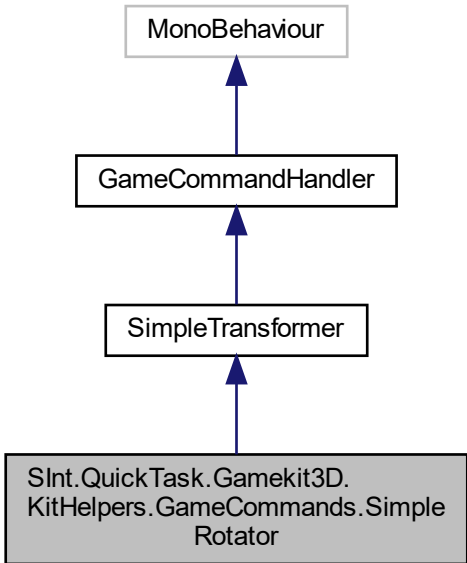 MonoBehaviour
GameCommandHandler
SimpleTransformer
SInt.QuickTask.Gamekit3D.
KitHelpers.GameCommands.Simple
Rotator